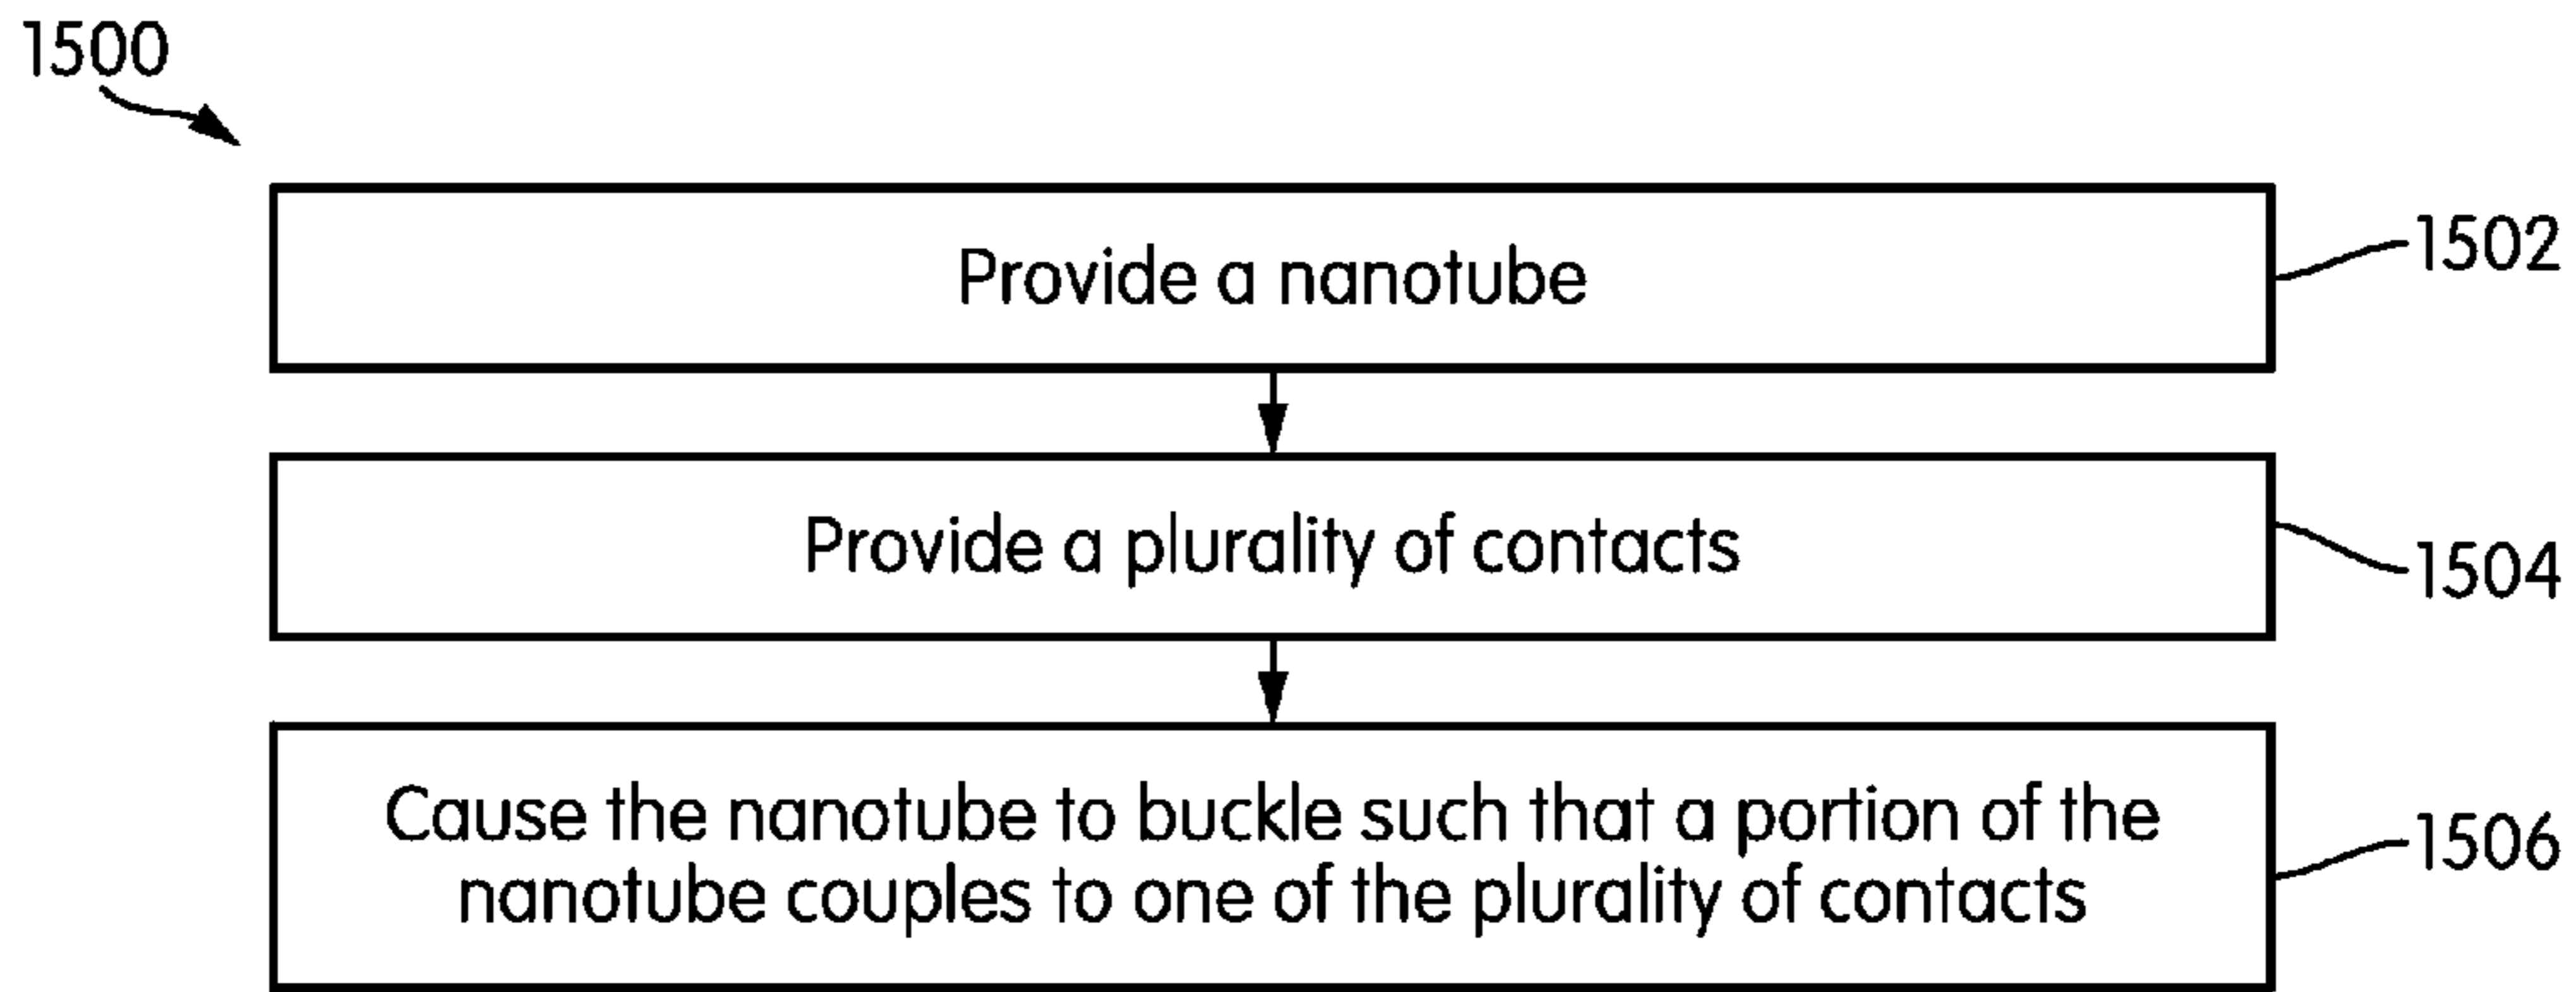 1500
Provide a nanotube
1502
Provide a plurality of contacts
1504
Cause the nanotube to buckle such that a portion of the
nanotube couples to one of the plurality of contacts
1506